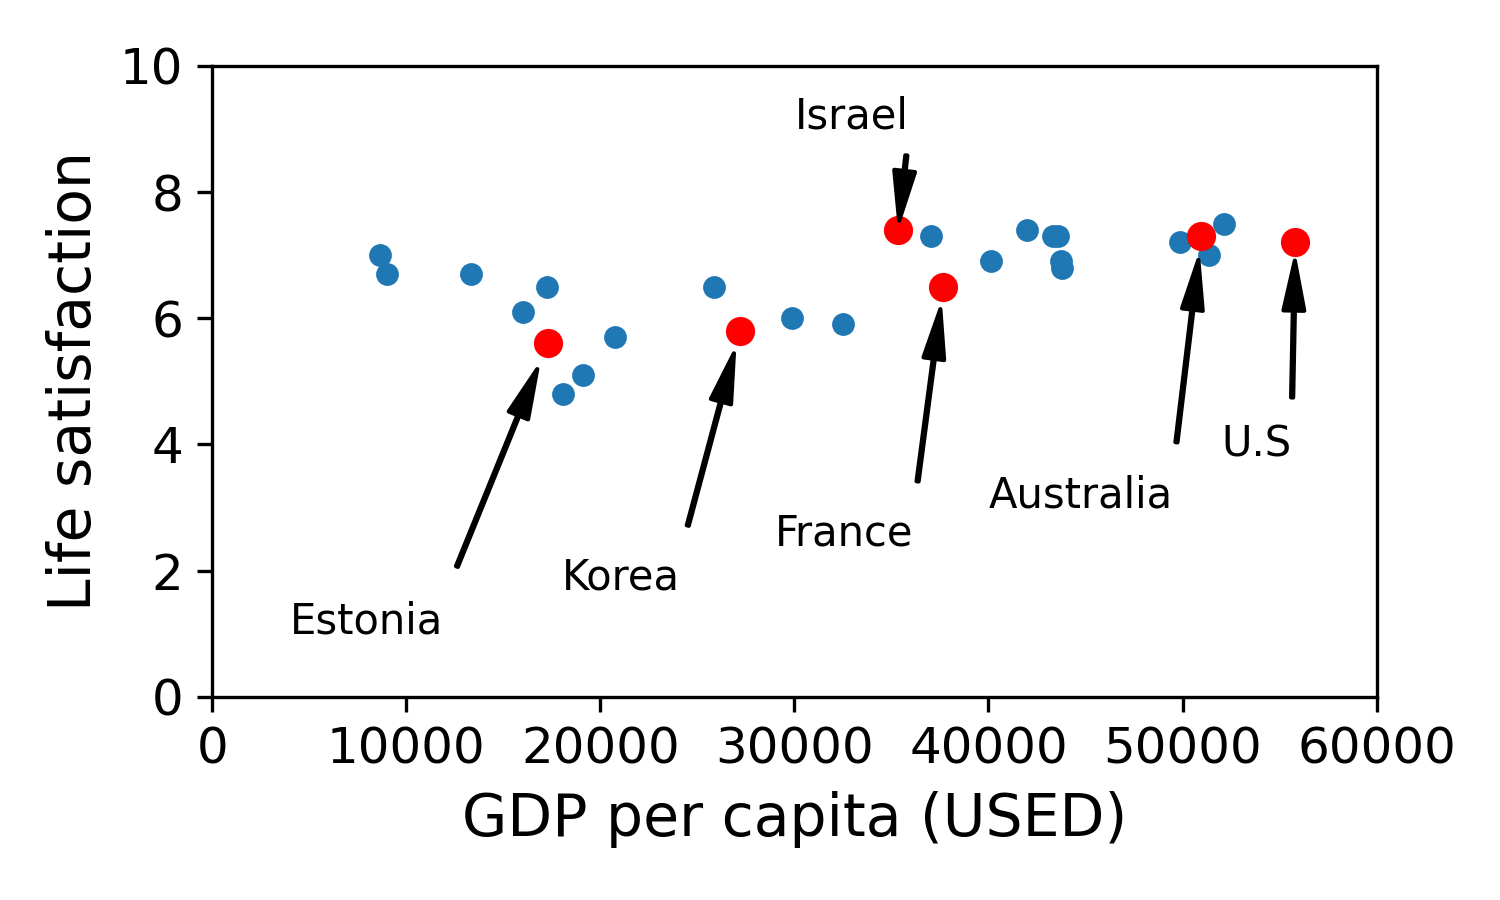 Life satisfaction
10
8
6
4
2
0
Israel
U.S
Australia
France
Korea
Estonia
0 10000 20000 30000 40000 50000 60000
GDP per capita (USED)